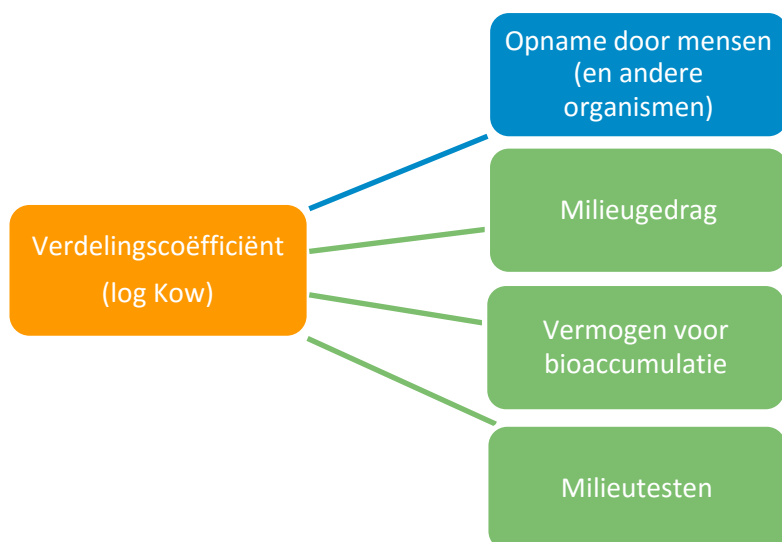 Opname door mensen
(en andere
organismen)
Milieugedrag
Verdelingscoëfficiënt
(log Kow)
Vermogen voor
bioaccumulatie
Milieutesten